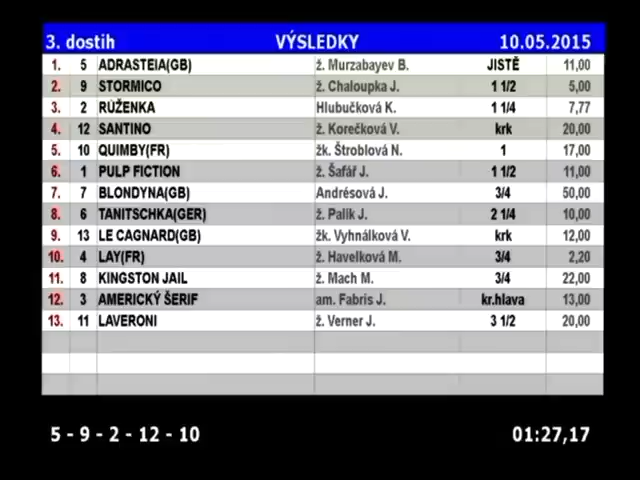 3. dostih VÝSLEDKY 10.05.2015
1. 5 ADRASTEIA(GB) ž. Murzabayev B. JISTĚ 11,00
2. 9 STORMICO ž. Chaloupka J. 1 1/2 5,00
3. 2 RŮŽENKA Hlubučková K. 1 1/4 7,77
4. 12 SANTINO ž. Korečková V. krk 20,00
5. 10 QUIMBY(FR) žk. Štroblová N. 1 17,00
6. 1 PULP FICTION ž. Šafář J. 1 1/2 11,00
7. 7 BLONDYNA(GB) Andrésová J. 3/4 50,00
8. 6 TANITSCHKA(GER) ž. Palik J. 2 1/4 10,00
9. 13 LE CAGNARD(GB) žk. Vyhnálková V. krk 12,00
10. 4 LAY(FR) ž. Havelková M. 3/4 2,20
11. 8 KINGSTON JAIL ž. Mach M. 3/4 22,00
12. 3 AMERICKÝ ŠERIF am. Fabris J. kr.hlava 13,00
13. 11 LAVERONI ž. Verner J. 3 1/2 20,00
5 - 9 - 2 - 12 - 10 01:27,17